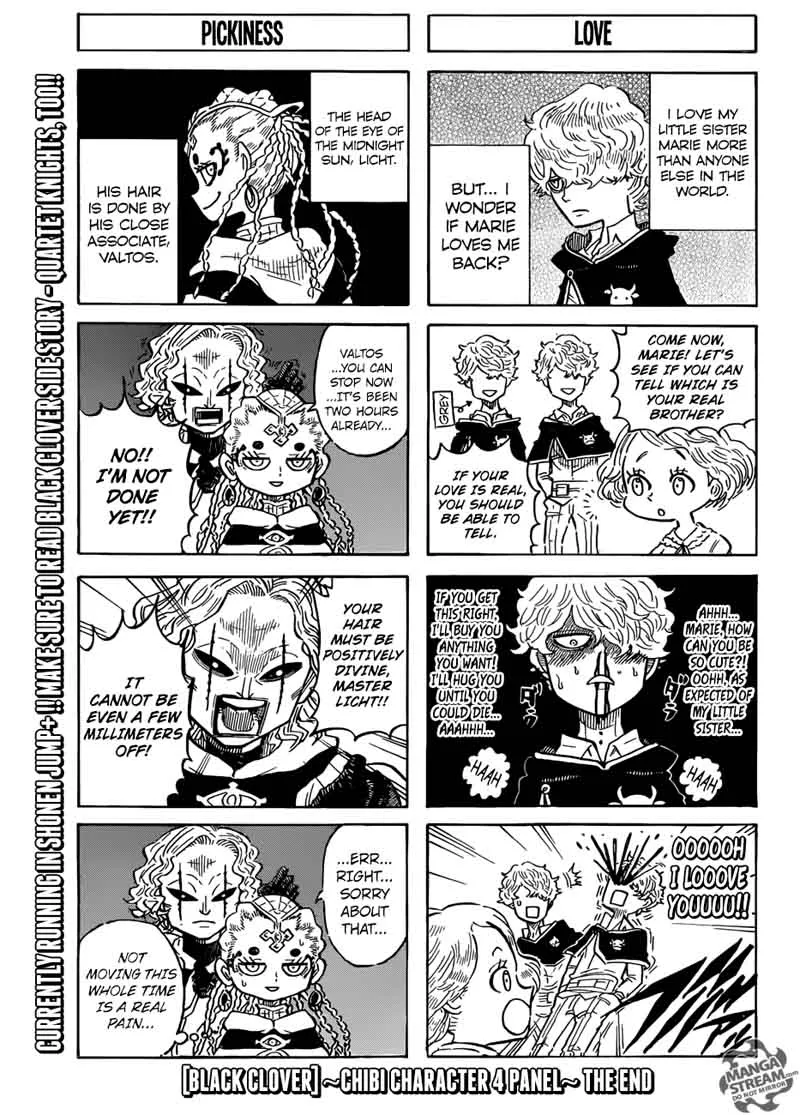 PICKINESS
LOVE
I LOVE MY
LITTLE SISTER
MARIE MORE
THAN ANYONE
ELSE IN THE
WORLD.
BUT... I
WONDER
IF MARIE
LOVES ME
BACK?
COME NOW,
MARIE! LET'S
SEE IF YOU CAN
TELL WHICH IS
YOUR REAL
BROTHER?
GREY
IF YOUR
LOVE IS REAL,
YOU SHOULD
BE ABLE TO
TELL.
AHHH...
MARIE, HOW
CAN YOU BE
SO CUTE?!
OOHH, AS
EXPECTED OF
MY LITTLE
SISTER...
IF YOU GET
THIS RIGHT,
I'LL BUY YOU
ANYTHING
YOU WANT!
I'LL HUG YOU
UNTIL YOU
COULD DIE...
AAAHHH...
ダラ
ダラ
HAAH
HAAH
OOOOOH
I LOOOVE
YOUUUU!!
THE HEAD
OF THE EYE OF
THE MIDNIGHT
SUN, LICHT.
HIS HAIR
IS DONE BY
HIS CLOSE
ASSOCIATE,
VALTOS.
VALTOS
...YOU CAN
STOP NOW
...IT'S BEEN
TWO HOURS
ALREADY...
NO!!
I'M NOT
DONE
YET!!
YOUR
HAIR
MUST BE
POSITIVELY
DIVINE,
MASTER
LICHT!!
IT
CANNOT BE
EVEN A FEW
MILLIMETERS
OFF!
...ERR...
RIGHT...
SORRY
ABOUT
THAT...
NOT
MOVING THIS
WHOLE TIME
IS A REAL
PAIN...
CURRENTLY RUNNING IN SHONEN JUMP+ !! MAKE SURE TO READ BLACK CLOVER SIDE STORY - QUARTET KNIGHTS, TOO!!
[BLACK CLOVER] ~CHIBI CHARACTER 4 PANEL~ THE END
MANGA
STREAM.com
DO NOT MIRROR